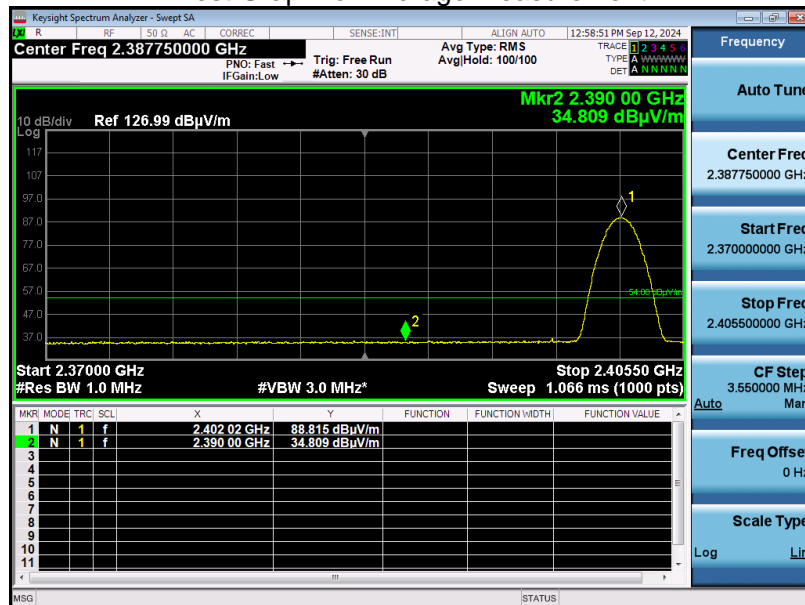 Keysight Spectrum Analyzer - Swept SA
R RF 50 Ω AC CORREC SENSE:INT ALIGN AUTO 12:58:51 PM Sep 12, 2024
Center Freq 2.387750000 GHz
PNO: Fast
IFGain:Low
Trig: Free Run
#Atten: 30 dB
Avg Type: RMS
Avg|Hold: 100/100
TRACE 1 2 3 4 5 6
TYPE A WWWWW
DET A N N N N N
Mkr2 2.390 00 GHz
34.809 dBµV/m
10 dB/div Ref 126.99 dBµV/m
Log
117
107
97.0
87.0
77.0
67.0
57.0
47.0
37.0
1
2
54.00 dBµV/m
Start 2.37000 GHz Stop 2.40550 GHz
#Res BW 1.0 MHz #VBW 3.0 MHz* Sweep 1.066 ms (1000 pts)
MKR MODE TRC SCL X Y FUNCTION FUNCTION WIDTH FUNCTION VALUE
1 N 1 f 2.402 02 GHz 88.815 dBµV/m
2 N 1 f 2.390 00 GHz 34.809 dBµV/m
3
4
5
6
7
8
9
10
11
MSG STATUS
Frequency
Auto Tune
Center Freq
2.387750000 GHz
Start Freq
2.370000000 GHz
Stop Freq
2.405500000 GHz
CF Step
3.550000 MHz
Auto Man
Freq Offset
0 Hz
Scale Type
Log Lin